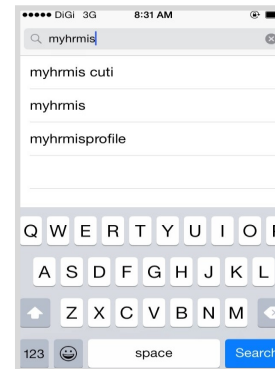 DiGi 3G 8:31 AM
myhrmis
myhrmis cuti
myhrmis
myhrmisprofile
Q W E R T Y U I O P
A S D F G H J K L
Z X C V B N M
123 space Search